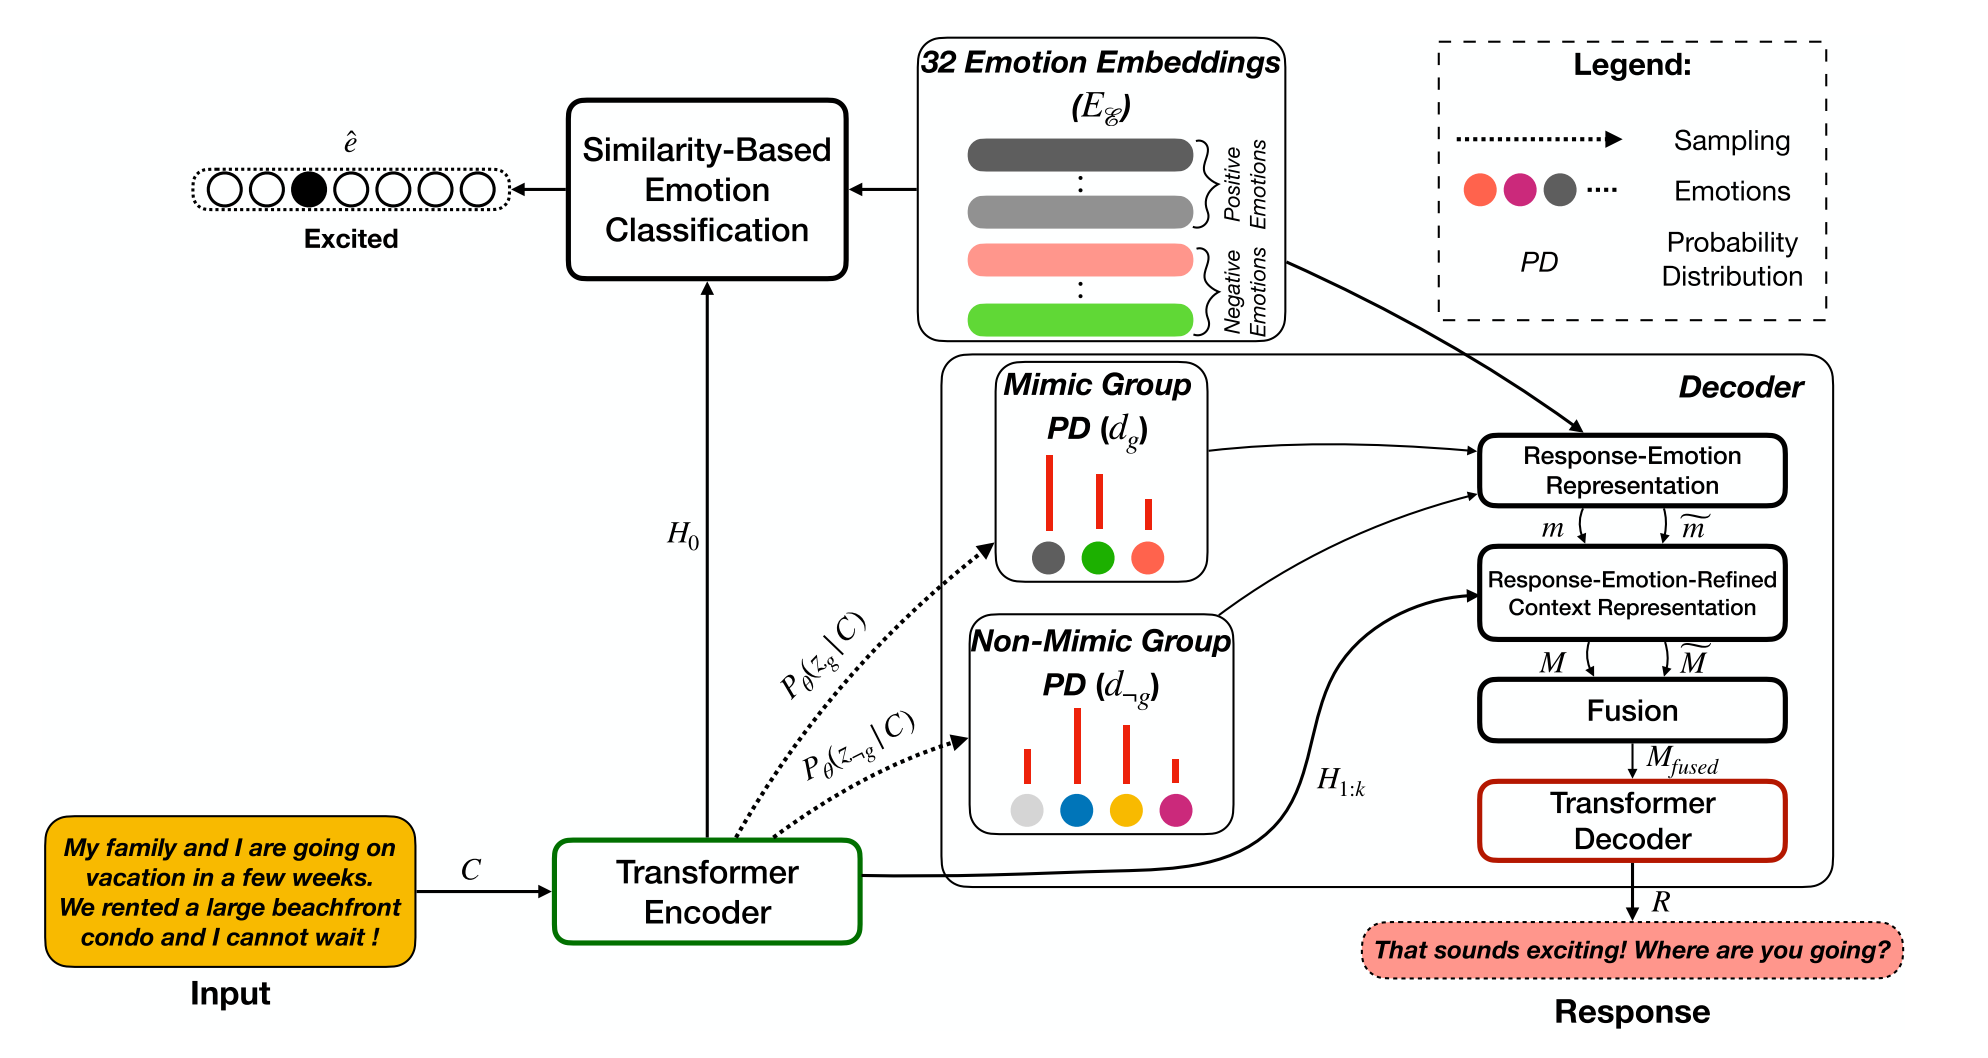 32 Emotion Embeddings
(E_ℰ)
Positive
Emotions
Negative
Emotions
Legend:
Sampling
Emotions
PD
Probability
Distribution
ê
Excited
Similarity-Based
Emotion
Classification
Decoder
Mimic Group
PD (d_g)
Non-Mimic Group
PD (d_¬g)
Response-Emotion
Representation
m
m̃
Response-Emotion-Refined
Context Representation
M
M̃
Fusion
M_fused
Transformer
Decoder
H_0
P_θ(z_g | C)
P_θ(z_¬g | C)
H_1:k
My family and I are going on
vacation in a few weeks.
We rented a large beachfront
condo and I cannot wait !
Input
C
Transformer
Encoder
R
That sounds exciting! Where are you going?
Response